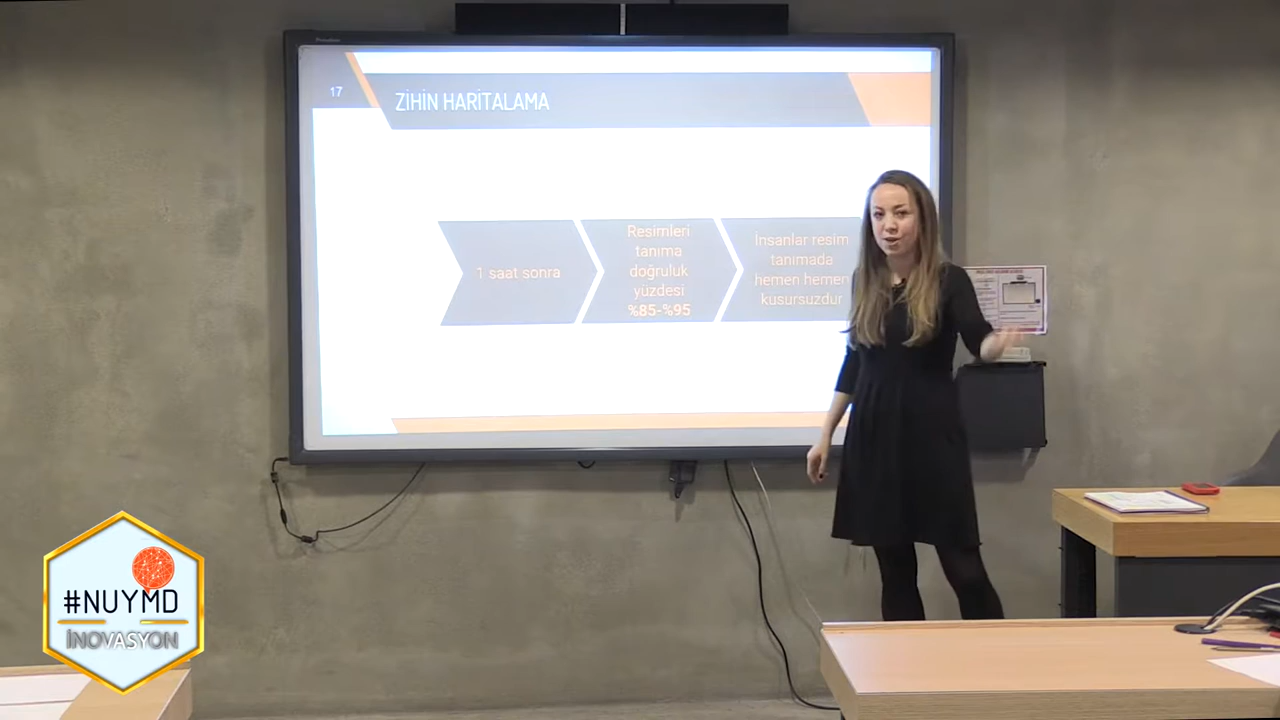 17
ZİHİN HARİTALAMA
1 saat sonra
Resimleri
tanıma
doğruluk
yüzdesi
%85-%95
İnsanlar resim
tanımada
hemen hemen
kusursuzdur
#NUYMD
İNOVASYON